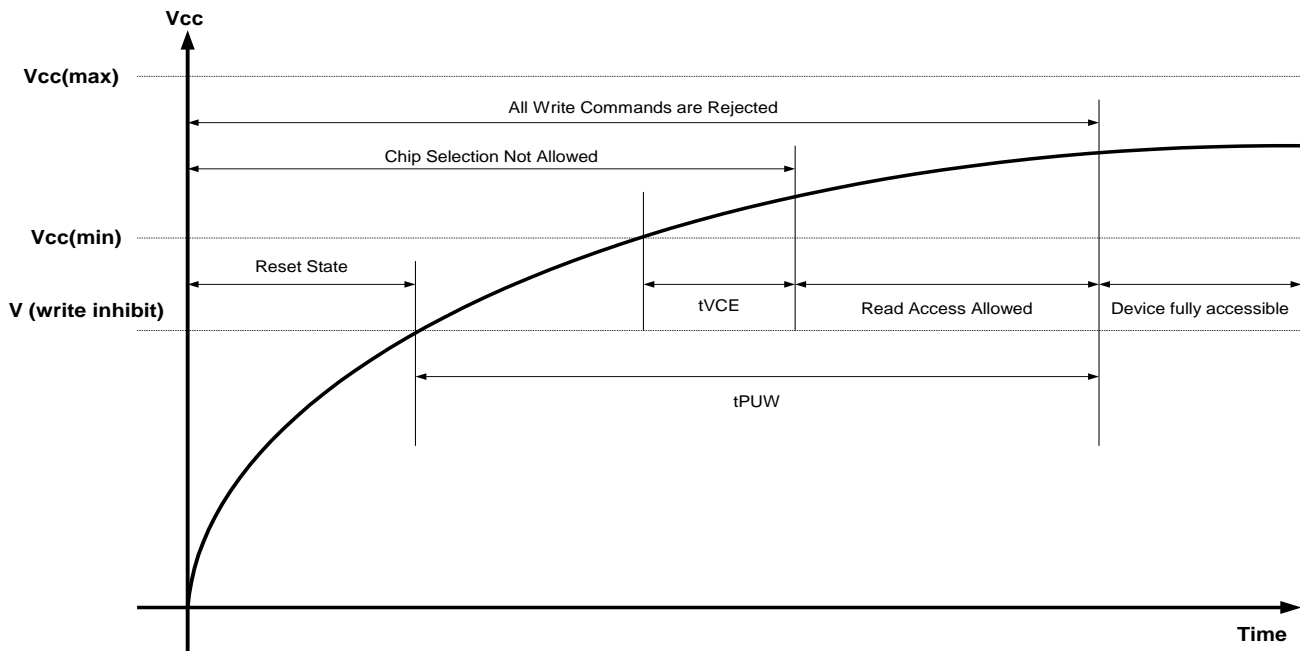 Vcc
Vcc(max)
All Write Commands are Rejected
Chip Selection Not Allowed
Vcc(min)
Reset State
V (write inhibit)
tVCE
Read Access Allowed
Device fully accessible
tPUW
Time